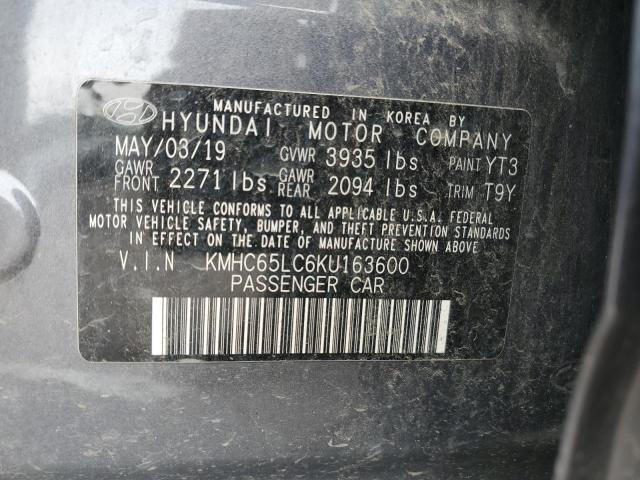 MANUFACTURED IN KOREA BY
HYUNDAI MOTOR COMPANY
MAY/03/19 GVWR 3935 lbs PAINT YT3
GAWR FRONT 2271 lbs GAWR REAR 2094 lbs TRIM T9Y
THIS VEHICLE CONFORMS TO ALL APPLICABLE U.S.A. FEDERAL
MOTOR VEHICLE SAFETY, BUMPER, AND THEFT PREVENTION STANDARDS
IN EFFECT ON THE DATE OF MANUFACTURE SHOWN ABOVE
V.I.N KMHC65LC6KU163600
PASSENGER CAR